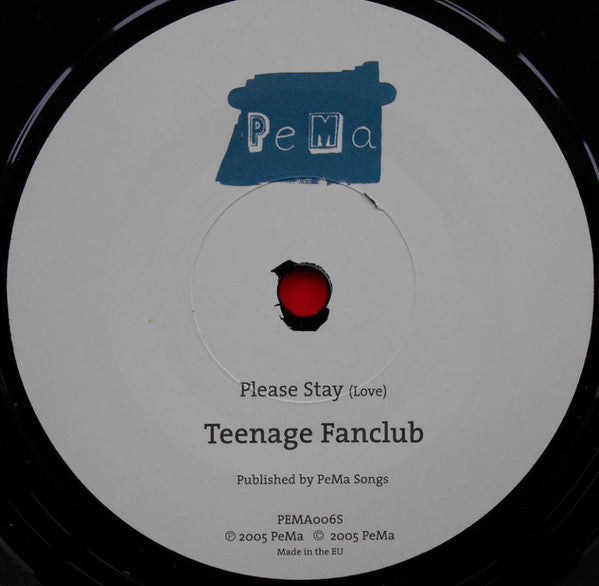 PeMa
Please Stay (Love)
Teenage Fanclub
Published by PeMa Songs
PEMA006S
℗ 2005 PeMa © 2005 PeMa
Made in the EU